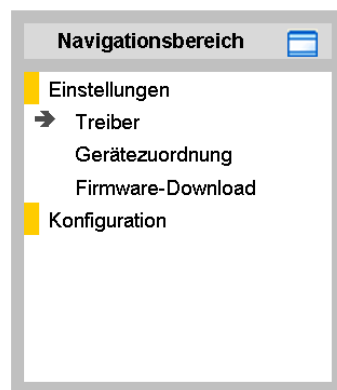 Navigationsbereich
Einstellungen
Treiber
Gerätezuordnung
Firmware-Download
Konfiguration